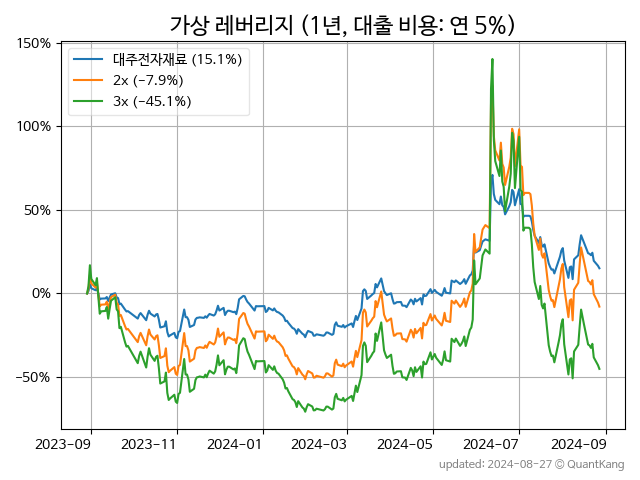 가상 레버리지 (1년, 대출 비용: 연 5%)
150%
100%
50%
0%
−50%
대주전자재료 (15.1%)
2x (−7.9%)
3x (−45.1%)
2023-09 2023-11 2024-01 2024-03 2024-05 2024-07 2024-09
updated: 2024-08-27 © QuantKang